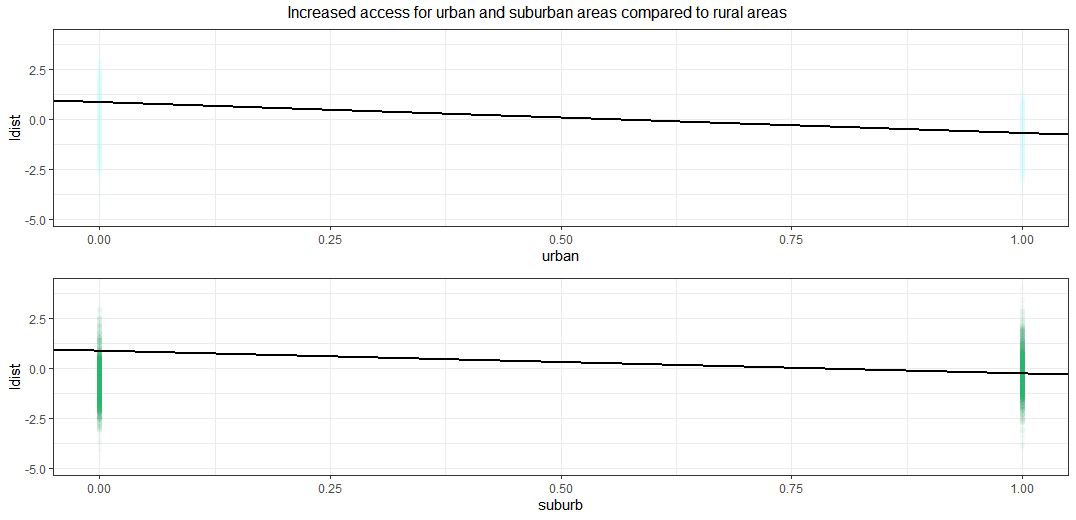 Increased access for urban and suburban areas compared to rural areas
ldist
2.5
0.0
-2.5
-5.0
0.00 0.25 0.50 0.75 1.00
urban
ldist
2.5
0.0
-2.5
-5.0
0.00 0.25 0.50 0.75 1.00
suburb